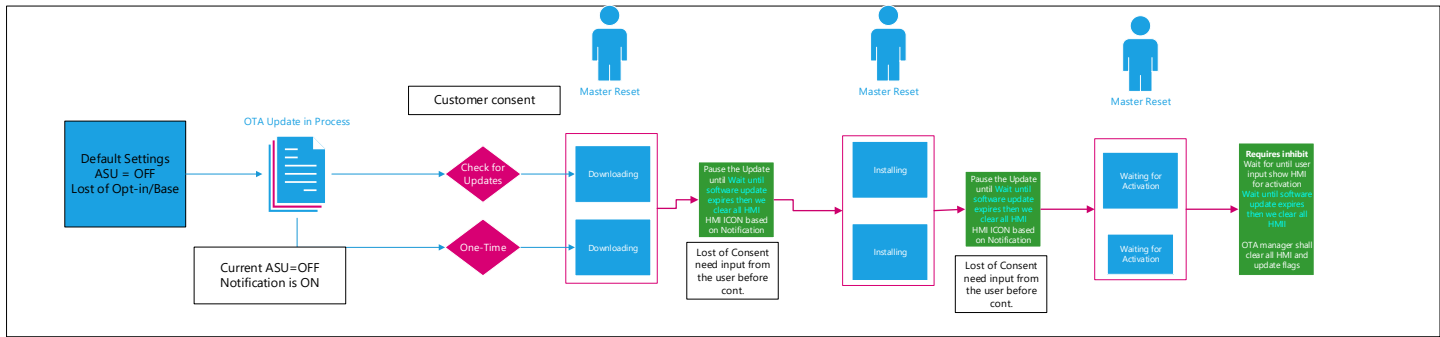 Master Reset
Master Reset
Master Reset
Customer consent
OTA Update in Process
Default Settings
ASU = OFF
Lost of Opt-in/Base
Current ASU=OFF
Notification is ON
Check for
Updates
One-Time
Downloading
Downloading
Pause the Update
until Wait until
software update
expires then we
clear all HMI
HMI ICON based
on Notification
Lost of Consent
need input from
the user before
cont.
Installing
Installing
Pause the Update
until Wait until
software update
expires then we
clear all HMI
HMI ICON based
on Notification
Lost of Consent
need input from
the user before
cont.
Waiting for
Activation
Waiting for
Activation
Requires inhibit
Wait for until user
input show HMI
for activation
Wait until software
update expires
then we clear all
HMII
OTA manager shall
clear all HMI and
update flags